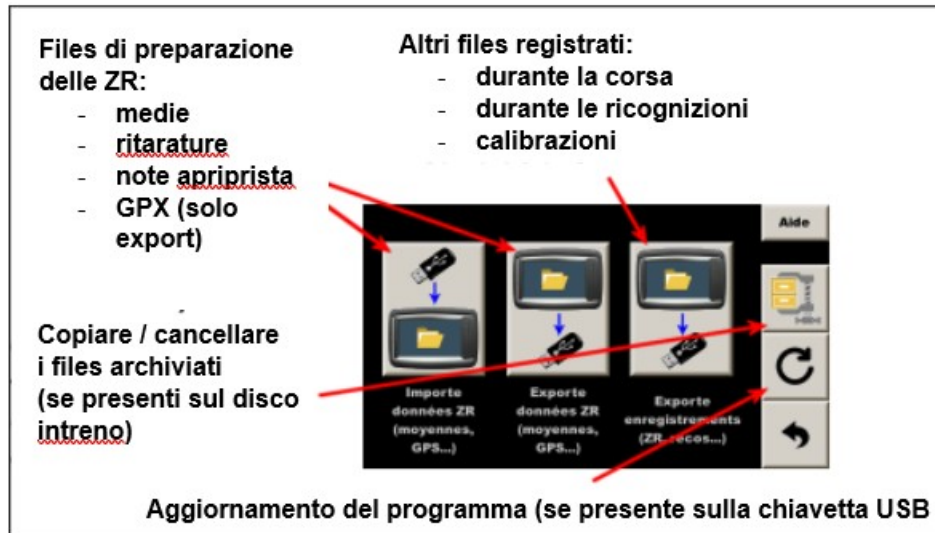 Files di preparazione
delle ZR:
- medie
- ritarature
- note apriprista
- GPX (solo
export)
Altri files registrati:
- durante la corsa
- durante le ricognizioni
- calibrazioni
Copiare / cancellare
i files archiviati
(se presenti sul disco
intreno)
Aide
Importe
données ZR
(moyennes,
GPS...)
Exporte
données ZR
(moyennes,
GPS...)
Exporte
enregistrements
(ZR, recos...)
Aggiornamento del programma (se presente sulla chiavetta USB